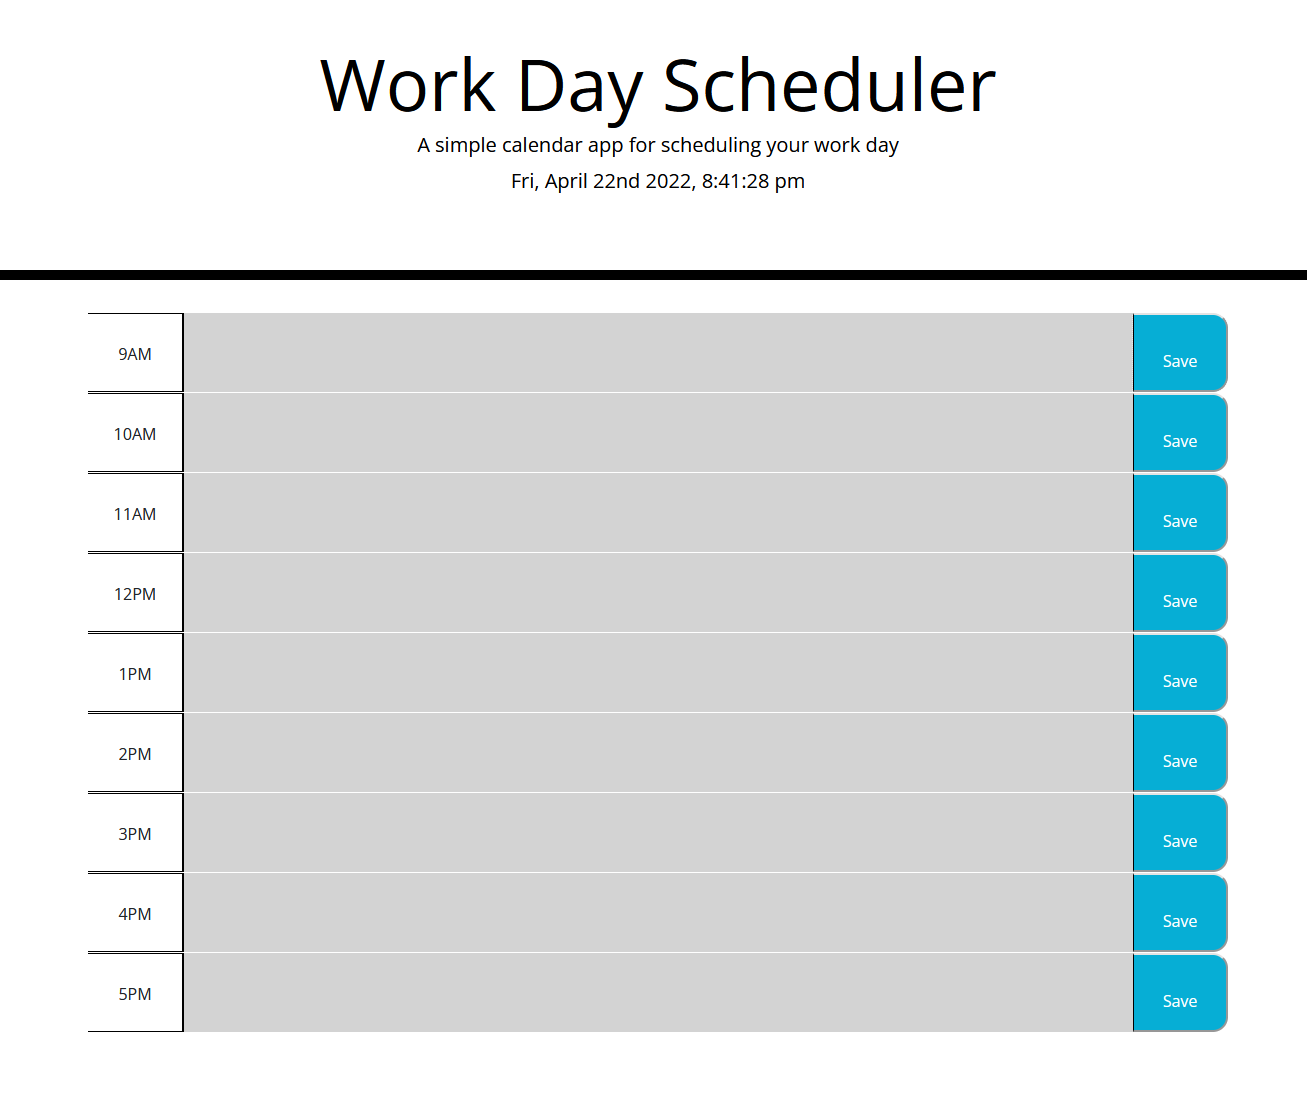 Work Day Scheduler
A simple calendar app for scheduling your work day
Fri, April 22nd 2022, 8:41:28 pm
9AM
Save
10AM
Save
11AM
Save
12PM
Save
1PM
Save
2PM
Save
3PM
Save
4PM
Save
5PM
Save